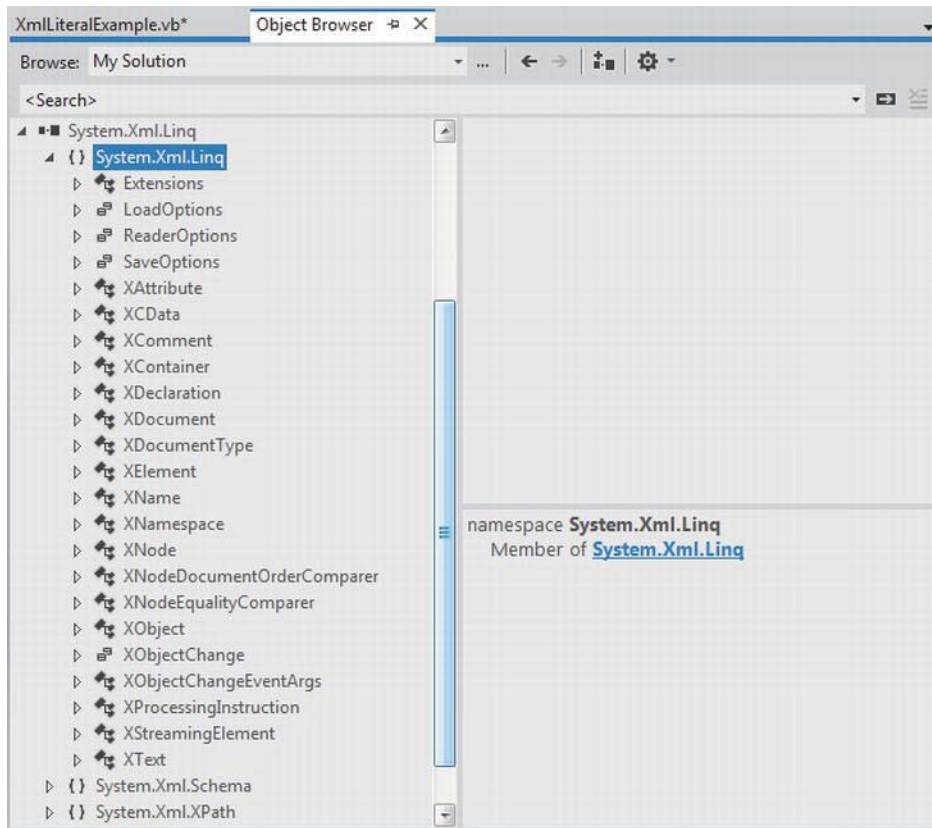 XmlLiteralExample.vb*
Object Browser
Browse: My Solution
...
<Search>
System.Xml.Linq
{} System.Xml.Linq
Extensions
LoadOptions
ReaderOptions
SaveOptions
XAttribute
XCData
XComment
XContainer
XDeclaration
XDocument
XDocumentType
XElement
XName
XNamespace
XNode
XNodeDocumentOrderComparer
XNodeEqualityComparer
XObject
XObjectChange
XObjectChangeEventArgs
XProcessingInstruction
XStreamingElement
XText
{} System.Xml.Schema
{} System.Xml.XPath
namespace System.Xml.Linq
Member of System.Xml.Linq